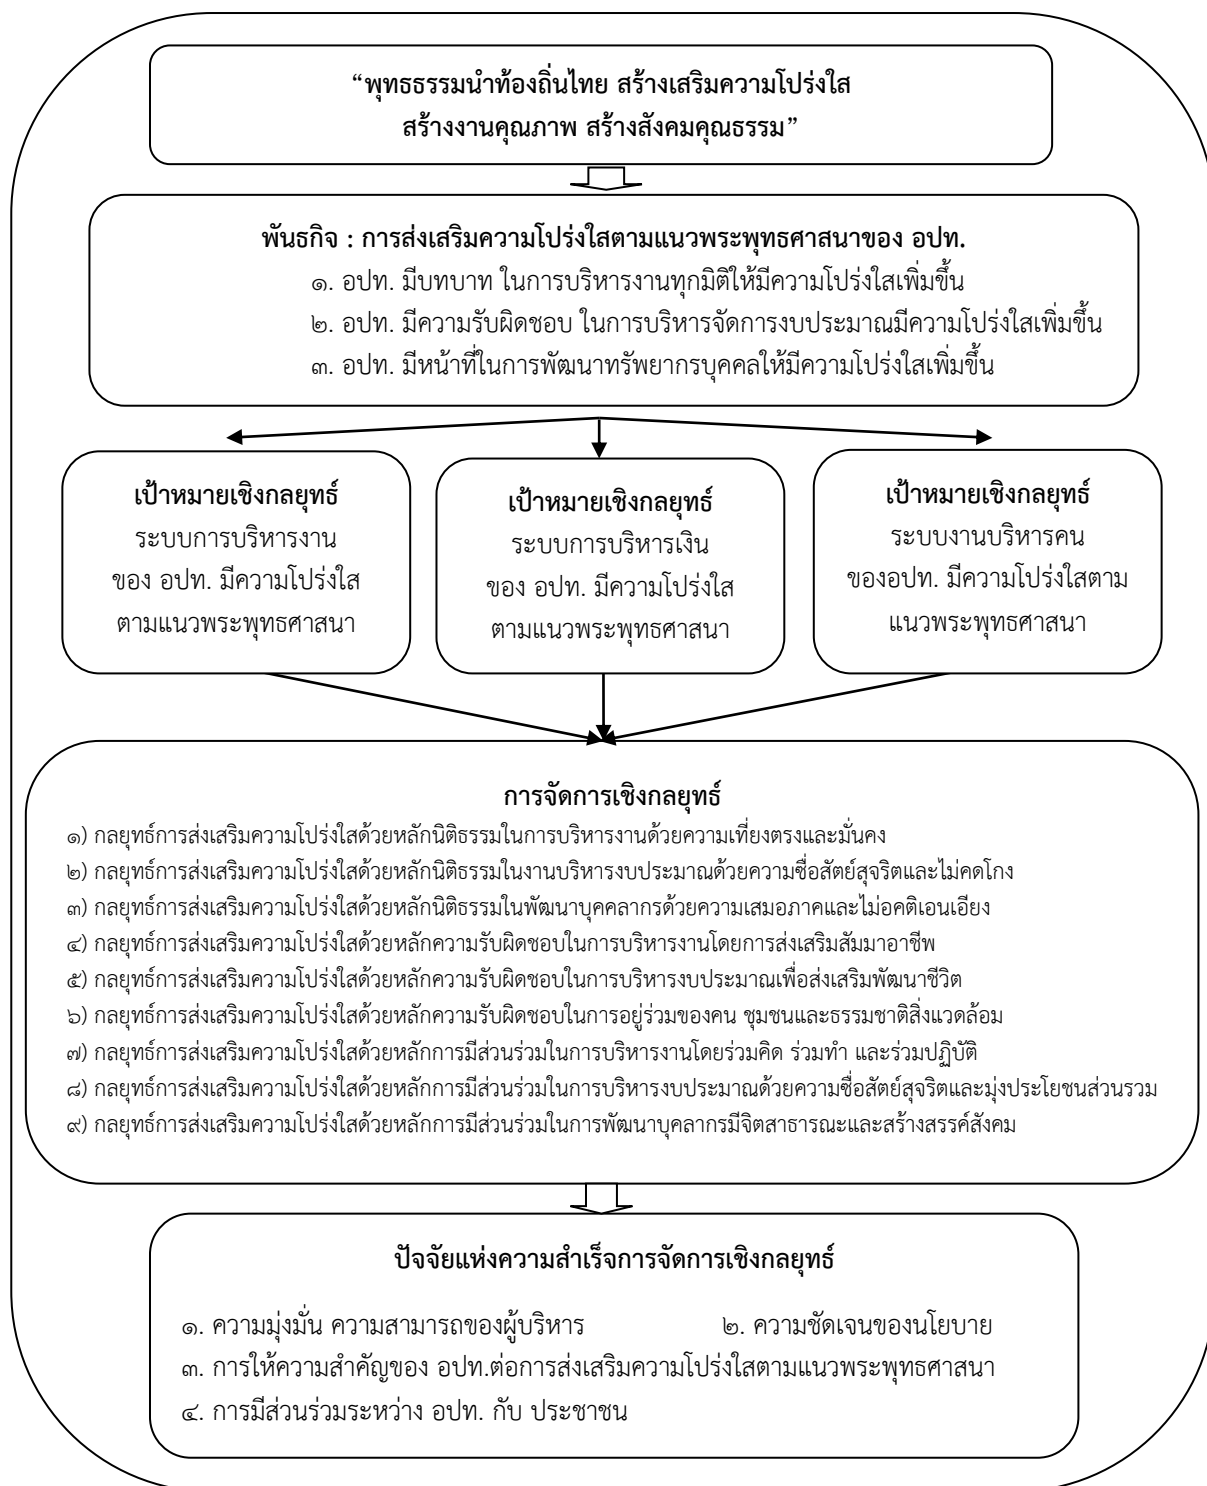 “พุทธธรรมนำท้องถิ่นไทย สร้างเสริมความโปร่งใส
สร้างงานคุณภาพ สร้างสังคมคุณธรรม”
พันธกิจ : การส่งเสริมความโปร่งใสตามแนวพระพุทธศาสนาของ อปท.
๑. อปท. มีบทบาท ในการบริหารงานทุกมิติให้มีความโปร่งใสเพิ่มขึ้น
๒. อปท. มีความรับผิดชอบ ในการบริหารจัดการงบประมาณมีความโปร่งใสเพิ่มขึ้น
๓. อปท. มีหน้าที่ในการพัฒนาทรัพยากรบุคคลให้มีความโปร่งใสเพิ่มขึ้น
เป้าหมายเชิงกลยุทธ์
ระบบการบริหารงาน
ของ อปท. มีความโปร่งใส
ตามแนวพระพุทธศาสนา
เป้าหมายเชิงกลยุทธ์
ระบบการบริหารเงิน
ของ อปท. มีความโปร่งใส
ตามแนวพระพุทธศาสนา
เป้าหมายเชิงกลยุทธ์
ระบบงานบริหารคน
ของอปท. มีความโปร่งใสตาม
แนวพระพุทธศาสนา
การจัดการเชิงกลยุทธ์
๑) กลยุทธ์การส่งเสริมความโปร่งใสด้วยหลักนิติธรรมในการบริหารงานด้วยความเที่ยงตรงและมั่นคง
๒) กลยุทธ์การส่งเสริมความโปร่งใสด้วยหลักนิติธรรมในงานบริหารงบประมาณด้วยความซื่อสัตย์สุจริตและไม่คดโกง
๓) กลยุทธ์การส่งเสริมความโปร่งใสด้วยหลักนิติธรรมในพัฒนาบุคคลากรด้วยความเสมอภาคและไม่อคติเอนเอียง
๔) กลยุทธ์การส่งเสริมความโปร่งใสด้วยหลักความรับผิดชอบในการบริหารงานโดยการส่งเสริมสัมมาอาชีพ
๕) กลยุทธ์การส่งเสริมความโปร่งใสด้วยหลักความรับผิดชอบในการบริหารงบประมาณเพื่อส่งเสริมพัฒนาชีวิต
๖) กลยุทธ์การส่งเสริมความโปร่งใสด้วยหลักความรับผิดชอบในการอยู่ร่วมของคน ชุมชนและธรรมชาติสิ่งแวดล้อม
๗) กลยุทธ์การส่งเสริมความโปร่งใสด้วยหลักการมีส่วนร่วมในการบริหารงานโดยร่วมคิด ร่วมทำ และร่วมปฏิบัติ
๘) กลยุทธ์การส่งเสริมความโปร่งใสด้วยหลักการมีส่วนร่วมในการบริหารงบประมาณด้วยความซื่อสัตย์สุจริตและมุ่งประโยชนส่วนรวม
๙) กลยุทธ์การส่งเสริมความโปร่งใสด้วยหลักการมีส่วนร่วมในการพัฒนาบุคลากรมีจิตสาธารณะและสร้างสรรค์สังคม
ปัจจัยแห่งความสำเร็จการจัดการเชิงกลยุทธ์
๑. ความมุ่งมั่น ความสามารถของผู้บริหาร ๒. ความชัดเจนของนโยบาย
๓. การให้ความสำคัญของ อปท.ต่อการส่งเสริมความโปร่งใสตามแนวพระพุทธศาสนา
๔. การมีส่วนร่วมระหว่าง อปท. กับ ประชาชน